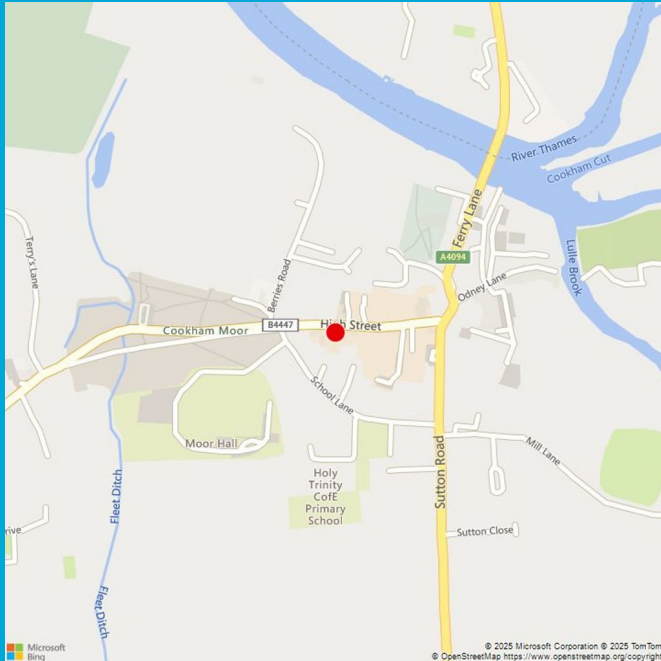 River Thames
Cookham Cut
Ferry Lane
Terry's Lane
A4094
Lulle Brook
Berries Road
Odney Lane
B4447
High Street
Cookham Moor
School Lane
Moor Hall
Sutton Road
Mill Lane
Holy
Trinity
CofE
Primary
School
Fleet Ditch
rive
Sutton Close
Fleet Ditch
Microsoft
Bing
© 2025 Microsoft Corporation © 2025 TomTom
© OpenStreetMap https://www.openstreetmap.org/copyright